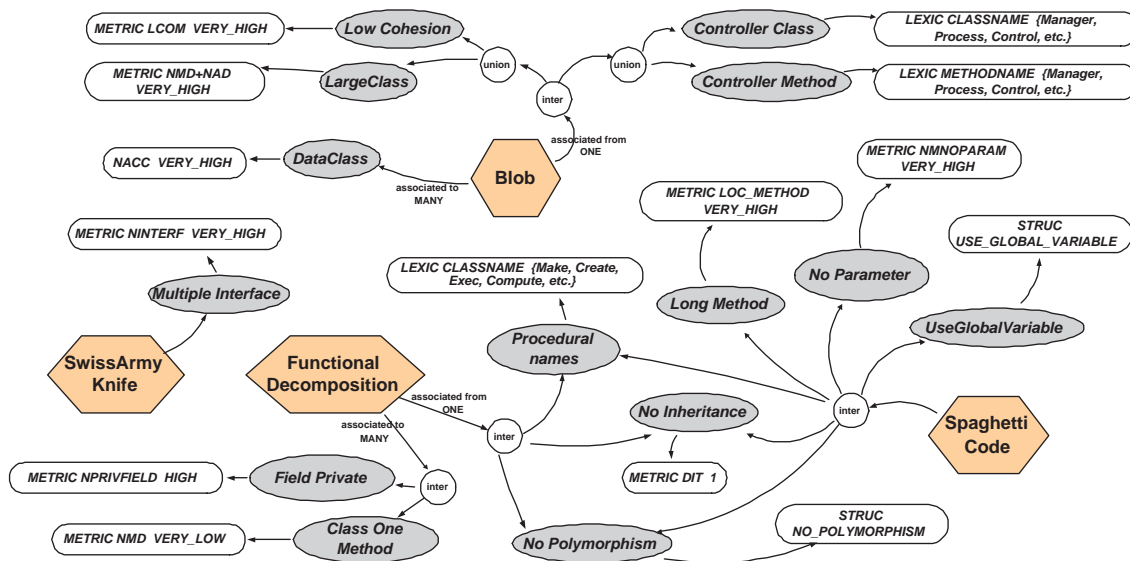 METRIC LCOM VERY_HIGH
Low Cohesion
union
METRIC NMD+NAD
VERY_HIGH
LargeClass
inter
union
Controller Class
LEXIC CLASSNAME {Manager,
Process, Control, etc.}
Controller Method
LEXIC METHODNAME {Manager,
Process, Control, etc.}
associated from
ONE
NACC VERY_HIGH
DataClass
associated to
MANY
Blob
METRIC NMNOPARAM
VERY_HIGH
METRIC LOC_METHOD
VERY_HIGH
STRUC
USE_GLOBAL_VARIABLE
METRIC NINTERF VERY_HIGH
LEXIC CLASSNAME {Make, Create,
Exec, Compute, etc.}
No Parameter
Multiple Interface
Long Method
UseGlobalVariable
Procedural
names
SwissArmy
Knife
Functional
Decomposition
associated from
ONE
associated to
MANY
inter
No Inheritance
inter
Spaghetti
Code
METRIC DIT 1
METRIC NPRIVFIELD HIGH
Field Private
inter
METRIC NMD VERY_LOW
Class One
Method
No Polymorphism
STRUC
NO_POLYMORPHISM